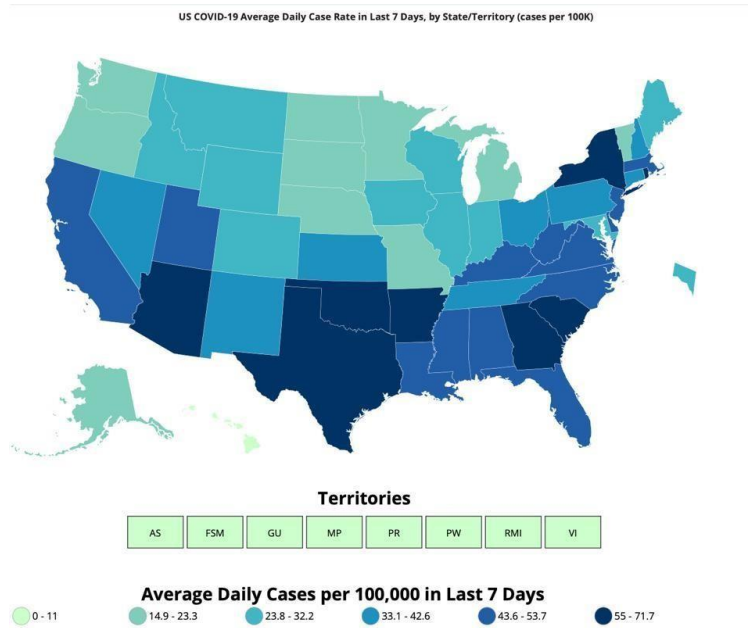 US COVID-19 Average Daily Case Rate in Last 7 Days, by State/Territory (cases per 100K)
Territories
AS FSM GU MP PR PW RMI VI
Average Daily Cases per 100,000 in Last 7 Days
0 - 11 14.9 - 23.3 23.8 - 32.2 33.1 - 42.6 43.6 - 53.7 55 - 71.7